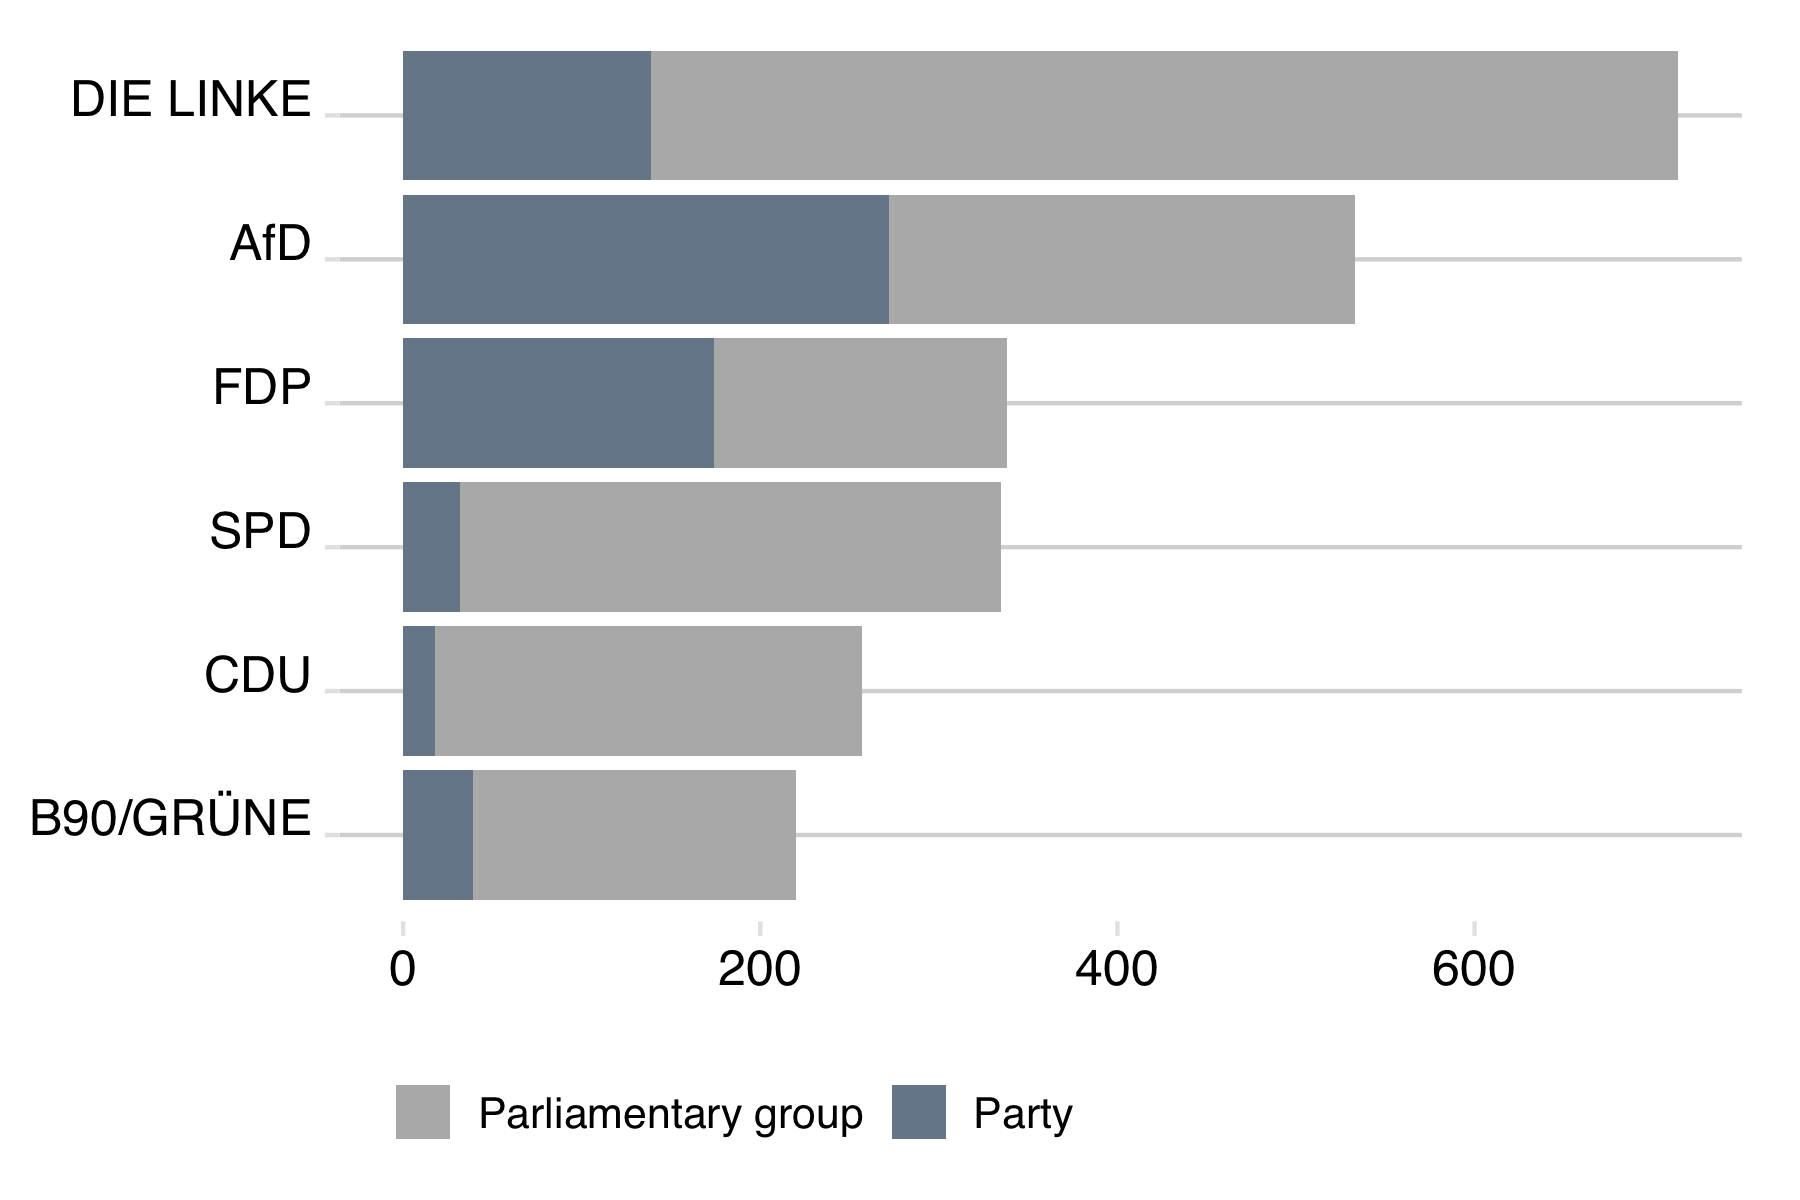 DIE LINKE
AfD
FDP
SPD
CDU
B90/GRÜNE
0 200 400 600
Parliamentary group Party